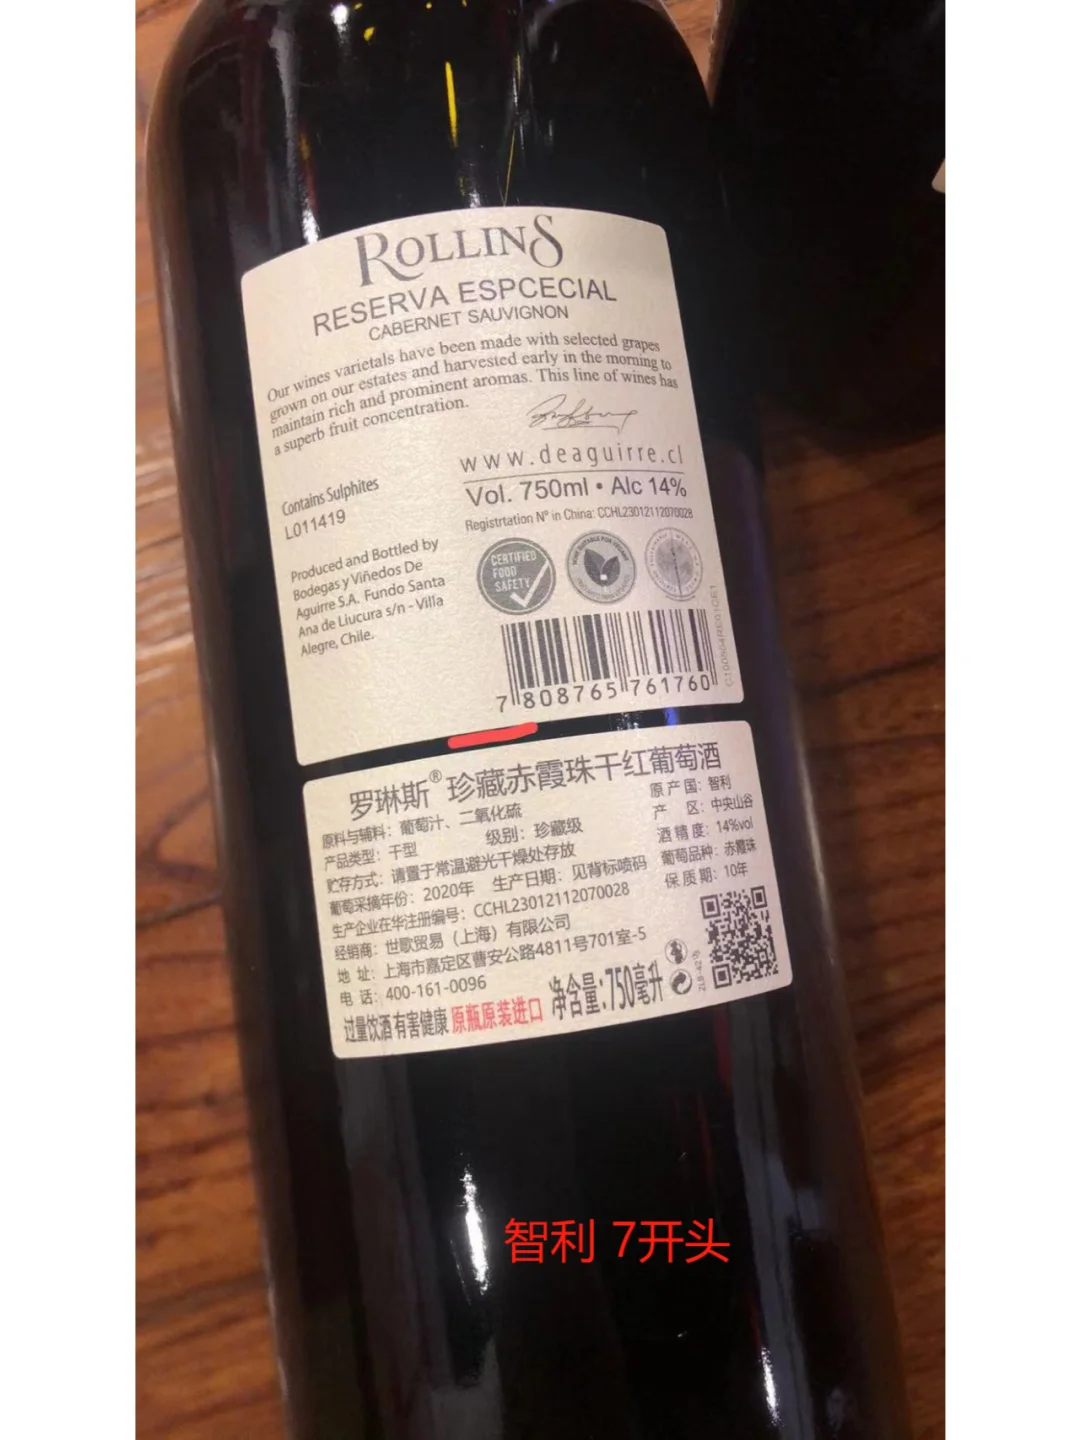 ROLLINS
RESERVA ESPCECIAL
CABERNET SAUVIGNON
Our wines varietals have been made with selected grapes
grown on our estates and harvested early in the morning to
maintain rich and prominent aromas. This line of wines has
a superb fruit concentration.
www.deaguirre.cl
Contains Sulphites
L011419
Vol. 750ml • Alc 14%
Registrtation Nº in China: CCHL23012112070028
Produced and Bottled by
Bodegas y Viñedos De
Aguirre S.A. Fundo Santa
Ana de Liucura s/n - Villa
Alegre, Chile.
CERTIFIED
FOOD
SAFETY
7 808765 761760
罗琳斯® 珍藏赤霞珠干红葡萄酒
原料与辅料：葡萄汁、二氧化硫
原产国：智利
产品类型：干型 级别：珍藏级
产 区：中央山谷
贮存方式：请置于常温避光干燥处存放
酒精度：14%vol
葡萄采摘年份：2020年 生产日期：见背标喷码
葡萄品种：赤霞珠
生产企业在华注册编号：CCHL23012112070028
保质期：10年
经销商：世歌贸易（上海）有限公司
地 址：上海市嘉定区曹安公路4811号701室-5
电 话：400-161-0096
过量饮酒 有害健康 原瓶原装进口 净含量:750毫升
智利 7开头